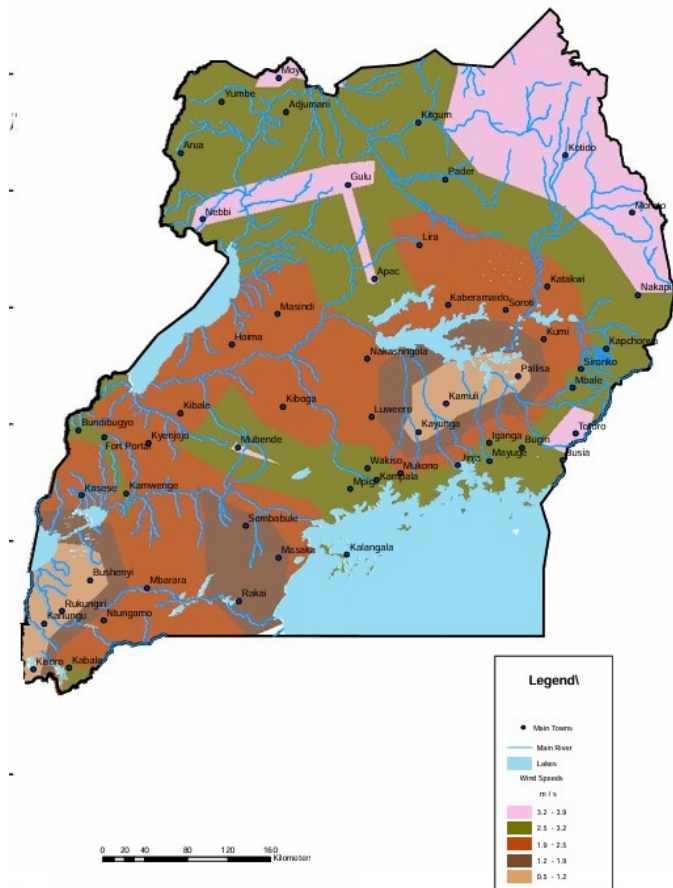 Moyo
Yumbe
Adjumani
Kitgum
Arua
Kotido
Pader
Gulu
Moroto
Nebbi
Lira
Apac
Katakwi
Nakapi
Kaberamaido
Soroti
Masindi
Kumi
Hoima
Kapchorwa
Nakasongola
Sironko
Pallisa
Mbale
Kiboga
Kamuli
Kibale
Luweero
Bundibugyo
Kayunga
Tororo
Fort Portal
Kyenjojo
Mubende
Iganga
Bugiri
Busia
Wakiso
Mukono
Jinja
Mayuge
Kampala
Mpigi
Kasese
Kamwenge
Sembabule
Masaka
Kalangala
Bushenyi
Mbarara
Rakai
Rukungiri
Ntungamo
Kanungu
Kisoro
Kabale
Legend\
Main Towns
Main River
Lakes
Wind Speeds
m / s
3.2 - 3.9
2.5 - 3.2
1.9 - 2.5
1.2 - 1.9
0.5 - 1.2
0 20 40 80 120 160
Kilometers